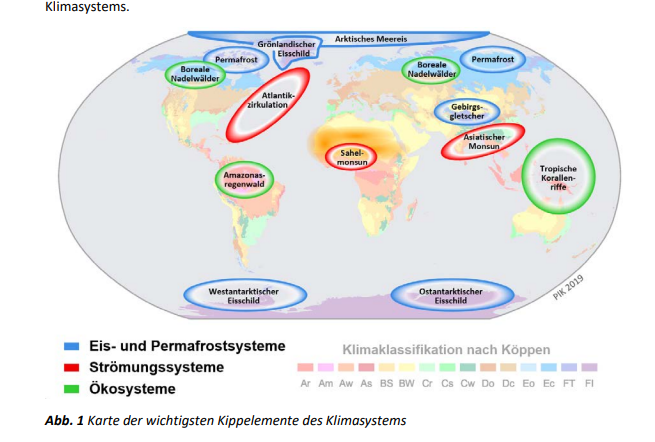 Klimasystems.
Arktisches Meereis
Grönlandischer
Eisschild
Permafrost
Boreale
Nadelwälder
Boreale
Nadelwälder
Permafrost
Atlantik-
zirkulation
Gebirgs-
gletscher
Asiatischer
Monsun
Sahel-
monsun
Amazonas-
regenwald
Tropische
Korallen-
riffe
Westantarktischer
Eisschild
Ostantarktischer
Eisschild
PIK 2019
Eis- und Permafrostsysteme
Strömungssysteme
Ökosysteme
Klimaklassifikation nach Köppen
Ar Am Aw As BS BW Cr Cs Cw Do Dc Eo Ec FT FI
Abb. 1 Karte der wichtigsten Kippelemente des Klimasystems